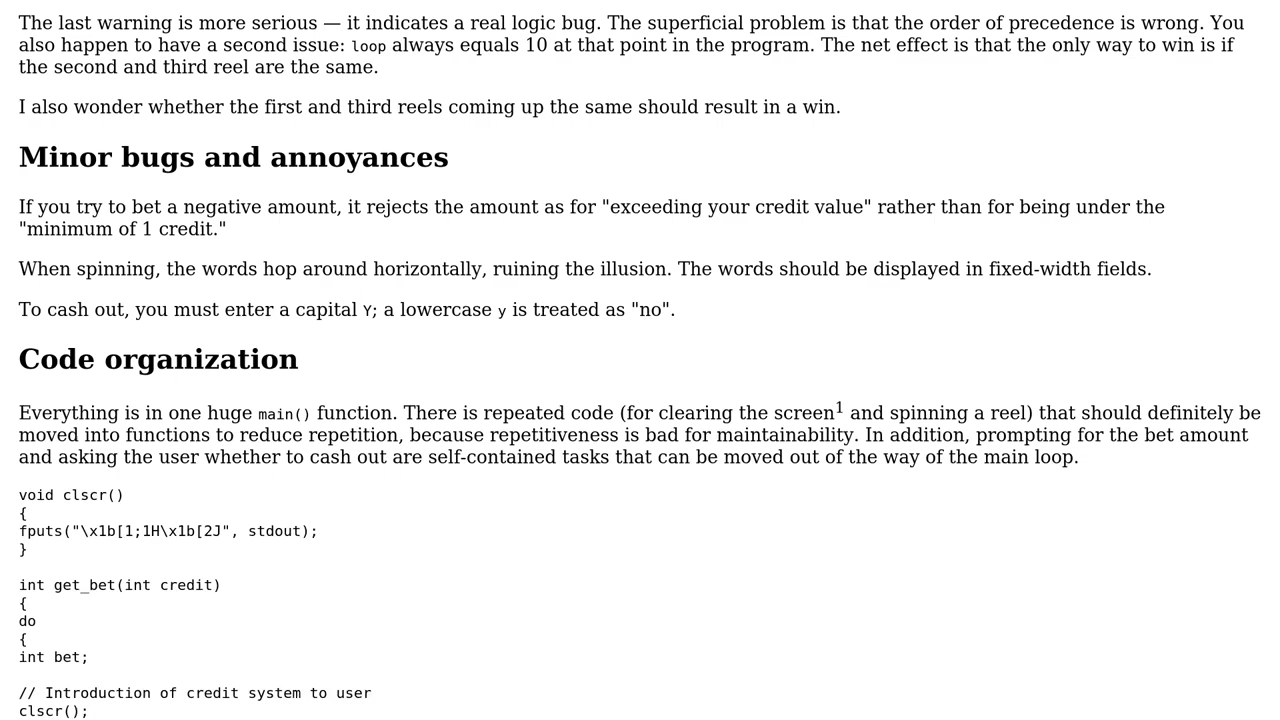 The last warning is more serious — it indicates a real logic bug. The superficial problem is that the order of precedence is wrong. You
also happen to have a second issue: loop always equals 10 at that point in the program. The net effect is that the only way to win is if
the second and third reel are the same.
I also wonder whether the first and third reels coming up the same should result in a win.
Minor bugs and annoyances
If you try to bet a negative amount, it rejects the amount as for "exceeding your credit value" rather than for being under the
"minimum of 1 credit."
When spinning, the words hop around horizontally, ruining the illusion. The words should be displayed in fixed-width fields.
To cash out, you must enter a capital Y; a lowercase y is treated as "no".
Code organization
Everything is in one huge main() function. There is repeated code (for clearing the screen1 and spinning a reel) that should definitely be
moved into functions to reduce repetition, because repetitiveness is bad for maintainability. In addition, prompting for the bet amount
and asking the user whether to cash out are self-contained tasks that can be moved out of the way of the main loop.
void clscr()
{
fputs("\x1b[1;1H\x1b[2J", stdout);
}
int get_bet(int credit)
{
do
{
int bet;
// Introduction of credit system to user
clscr();